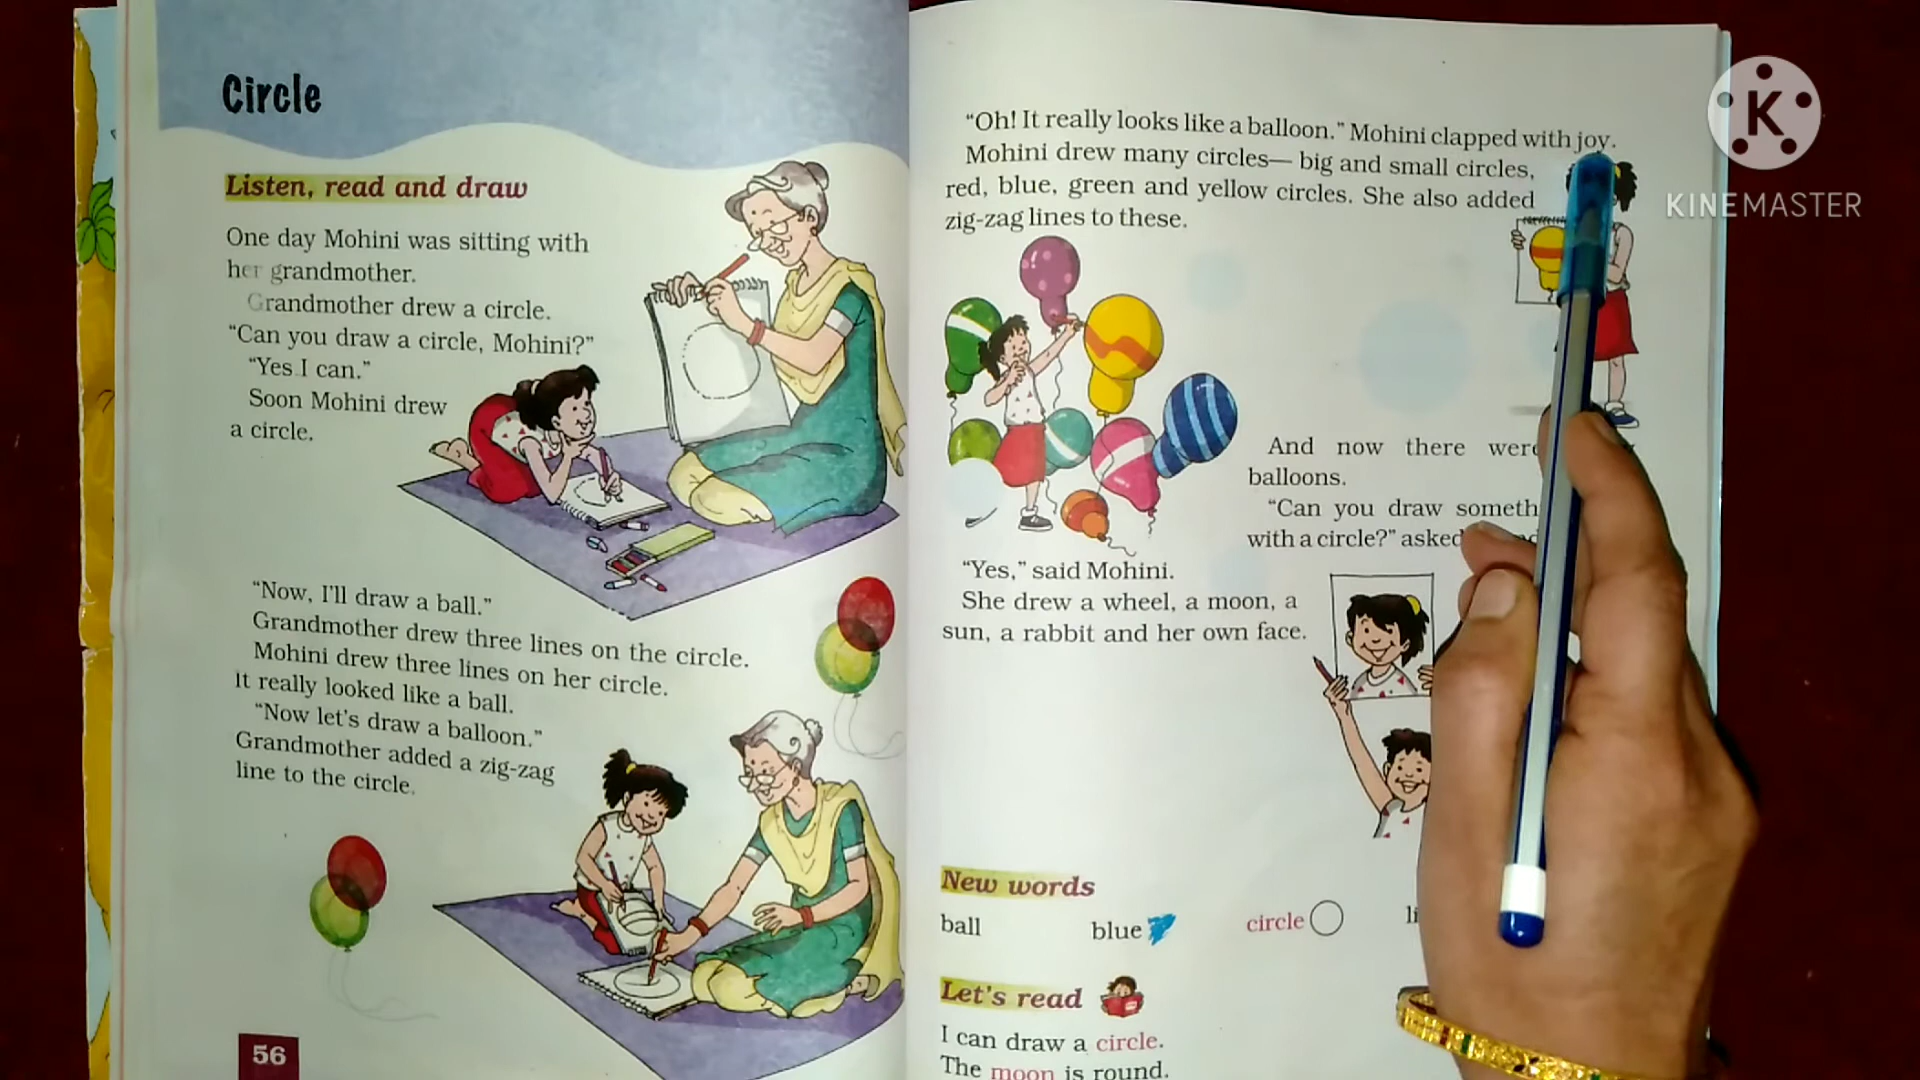 Circle
Listen, read and draw
One day Mohini was sitting with
her grandmother.
Grandmother drew a circle.
“Can you draw a circle, Mohini?”
“Yes I can.”
Soon Mohini drew
a circle.
“Now, I’ll draw a ball.”
Grandmother drew three lines on the circle.
Mohini drew three lines on her circle.
It really looked like a ball.
“Now let’s draw a balloon.”
Grandmother added a zig-zag
line to the circle.
56
“Oh! It really looks like a balloon.” Mohini clapped with joy.
Mohini drew many circles— big and small circles,
red, blue, green and yellow circles. She also added
zig-zag lines to these.
And now there were
balloons.
“Can you draw
with a circle?” asked
“Yes,” said Mohini.
She drew a wheel, a moon, a
sun, a rabbit and her own face.
New words
ball blue circle
Let’s read
I can draw a circle.
The moon is round.
K
KINEMASTER